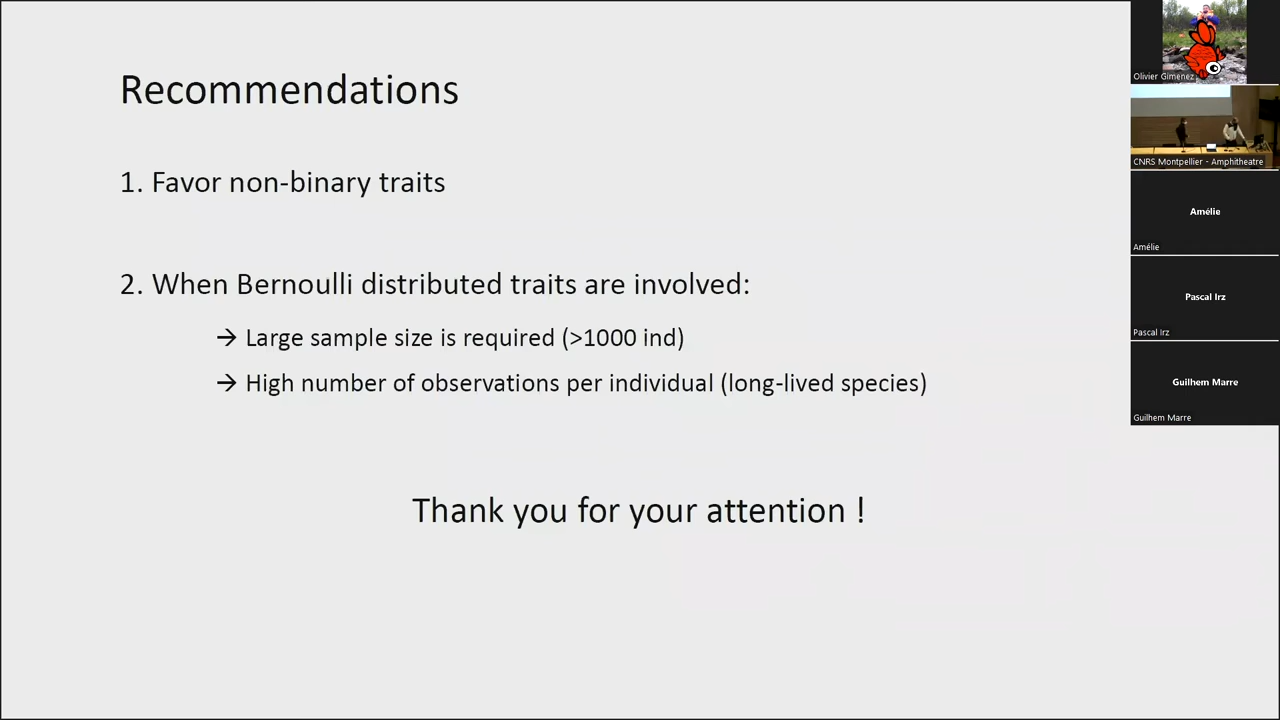 Recommendations
1. Favor non-binary traits
2. When Bernoulli distributed traits are involved:
→ Large sample size is required (>1000 ind)
→ High number of observations per individual (long-lived species)
Thank you for your attention !
Olivier Gimenez
CNRS Montpellier - Amphitheatre
Amélie
Amélie
Pascal Irz
Pascal Irz
Guilhem Marre
Guilhem Marre